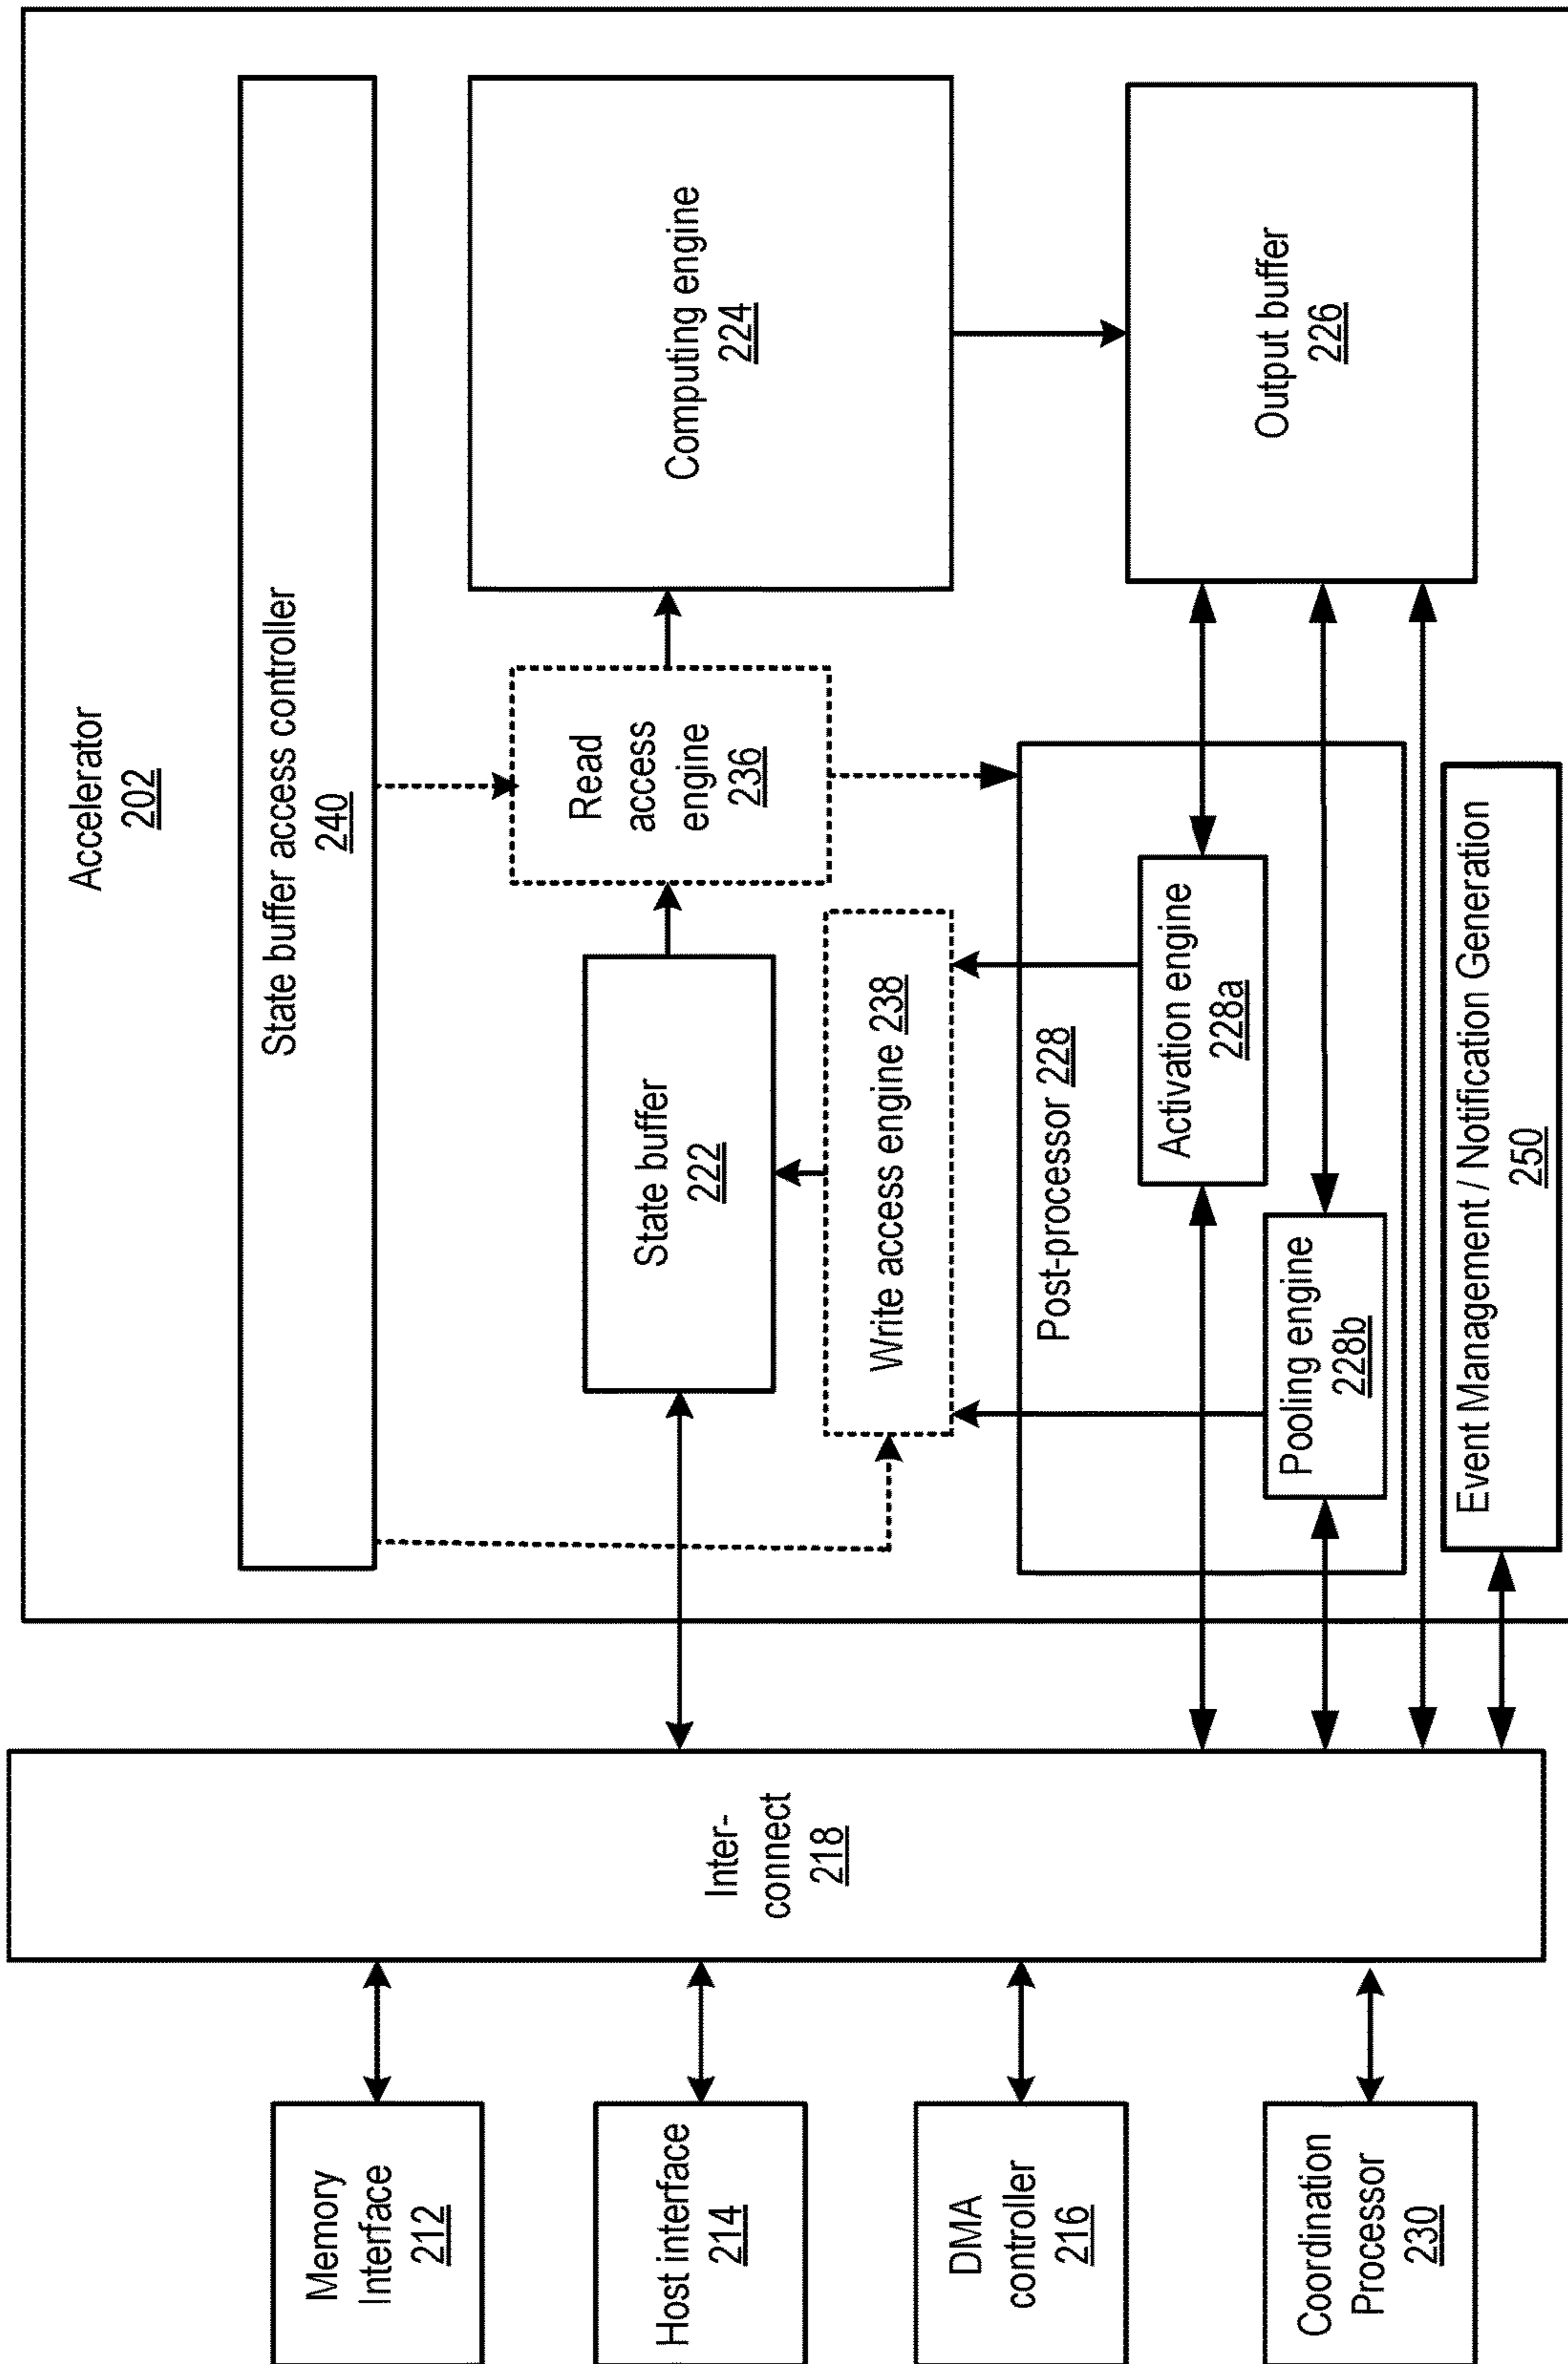 Accelerator
202
State buffer access controller
240
Memory
Interface
212
Host interface
214
DMA
controller
216
Coordination
Processor
230
Inter-
connect
218
State buffer
222
Read
access
engine
236
Computing engine
224
Write access engine 238
Post-processor 228
Activation engine
228a
Pooling engine
228b
Output buffer
226
Event Management / Notification Generation
250